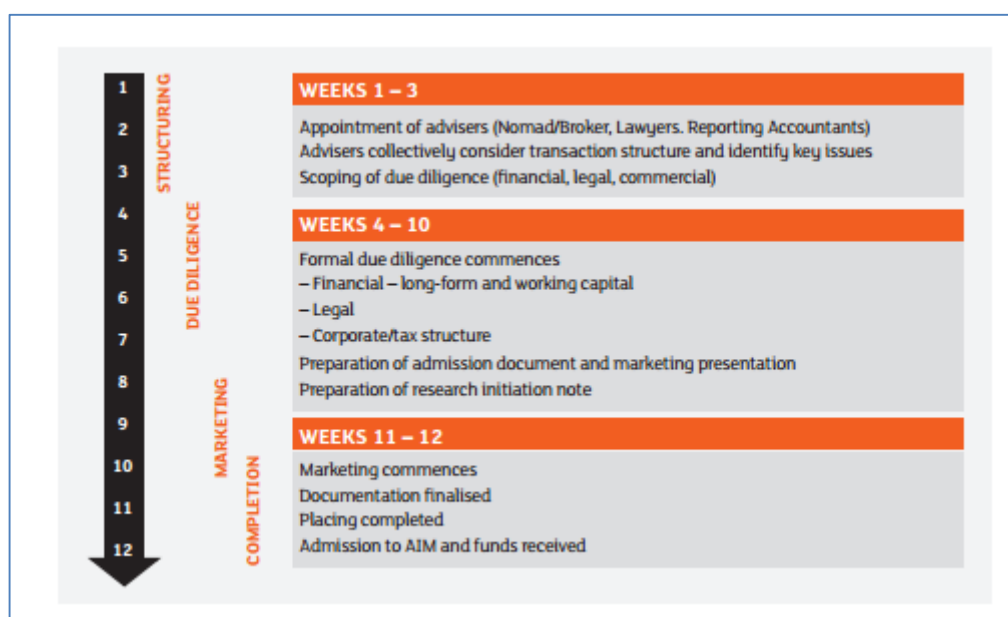 1
2
3
4
5
6
7
8
9
10
11
12
STRUCTURING
DUE DILIGENCE
MARKETING
COMPLETION
WEEKS 1 – 3
Appointment of advisers (Nomad/Broker, Lawyers. Reporting Accountants)
Advisers collectively consider transaction structure and identify key issues
Scoping of due diligence (financial, legal, commercial)
WEEKS 4 – 10
Formal due diligence commences
– Financial – long-form and working capital
– Legal
– Corporate/tax structure
Preparation of admission document and marketing presentation
Preparation of research initiation note
WEEKS 11 – 12
Marketing commences
Documentation finalised
Placing completed
Admission to AIM and funds received